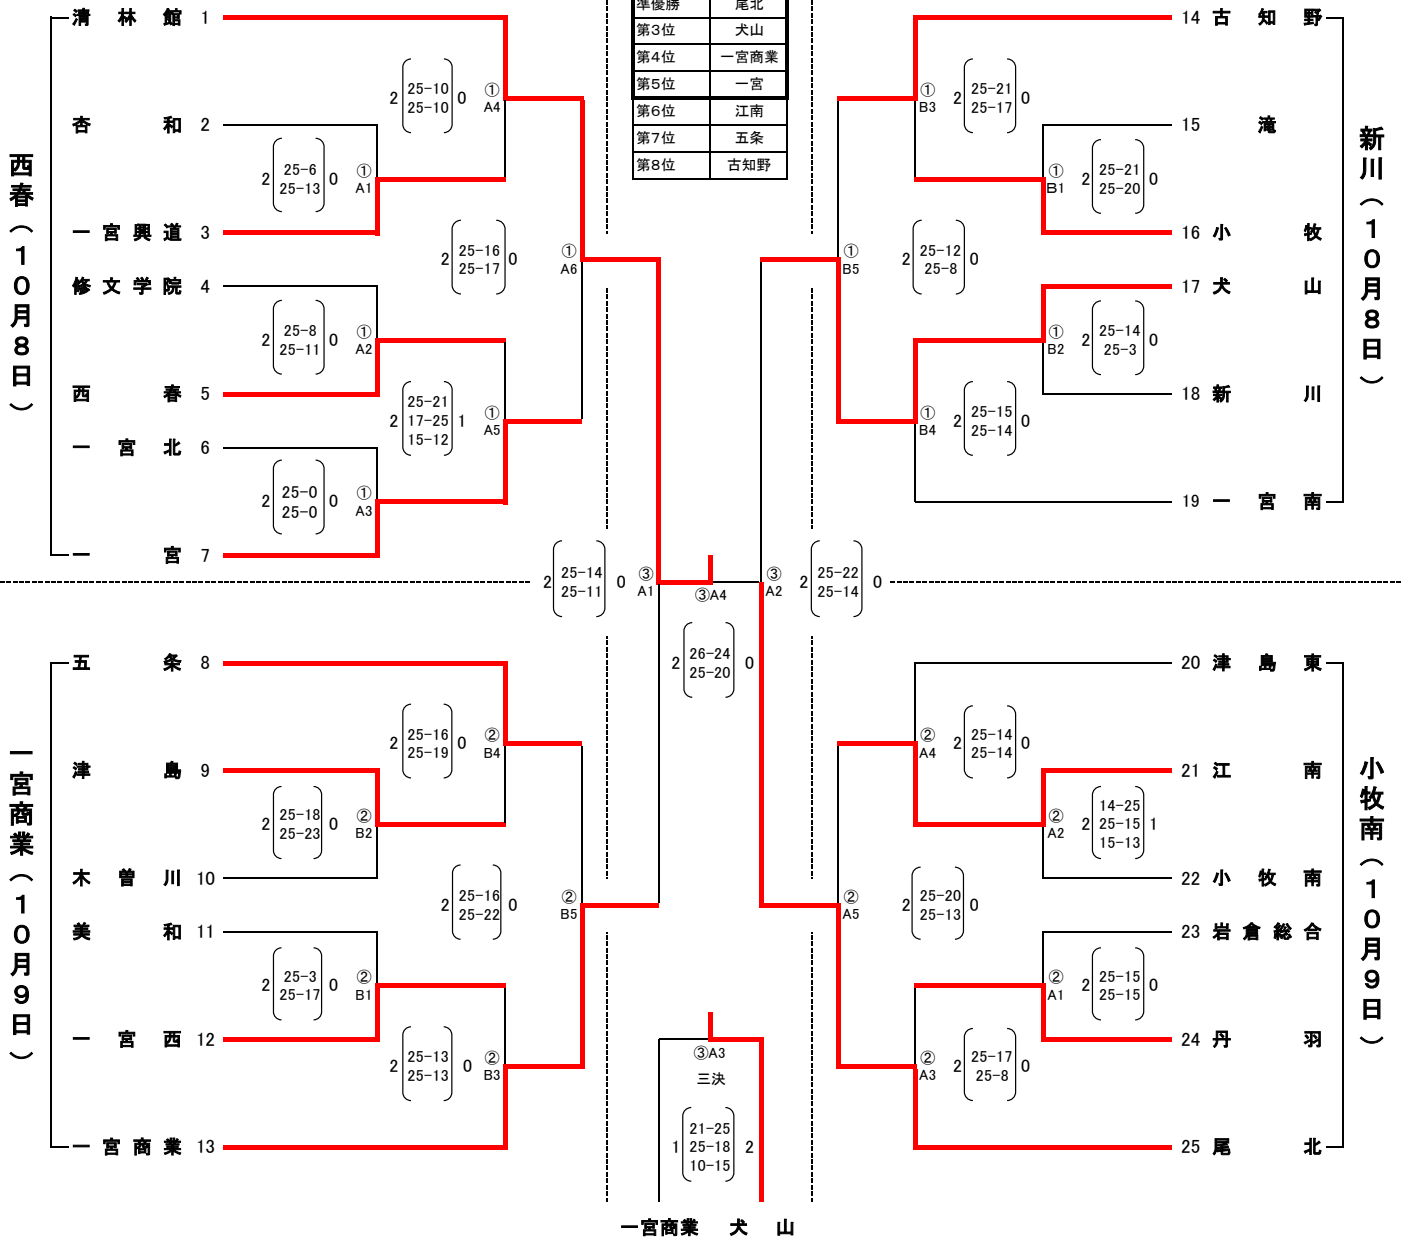 清林館 1
2 25-10 25-10 0
① A4
杏和 2
2 25-6 25-13 0
① A1
一宮興道 3
2 25-16 25-17 0
① A6
修文学院 4
2 25-8 25-11 0
① A2
西春 5
2 25-21 17-25 15-12 1
① A5
一宮北 6
2 25-0 25-0 0
① A3
一宮 7
西春(10月8日)
準優勝 尾北
第3位 犬山
第4位 一宮商業
第5位 一宮
第6位 江南
第7位 五条
第8位 古知野
14 古知野
① B3
2 25-21 25-17 0
15 滝
① B1
2 25-21 25-20 0
16 小牧
① B5
2 25-12 25-8 0
17 犬山
① B2
2 25-14 25-3 0
18 新川
① B4
2 25-15 25-14 0
19 一宮南
新川(10月8日)
2 25-14 25-11 0
③ A1
③A4
③ A2
2 25-22 25-14 0
2 26-24 25-20 0
五条 8
2 25-16 25-19 0
② B4
津島 9
2 25-18 25-23 0
② B2
木曽川 10
2 25-16 25-22 0
② B5
美和 11
2 25-3 25-17 0
② B1
一宮西 12
2 25-13 25-13 0
② B3
一宮商業 13
一宮商業(10月9日)
20 津島東
② A4
2 25-14 25-14 0
21 江南
② A2
2 14-25 25-15 15-13 1
22 小牧南
② A5
2 25-20 25-13 0
23 岩倉総合
② A1
2 25-15 25-15 0
24 丹羽
② A3
2 25-17 25-8 0
25 尾北
小牧南(10月9日)
③A3
三決
1 21-25 25-18 10-15 2
一宮商業 犬山